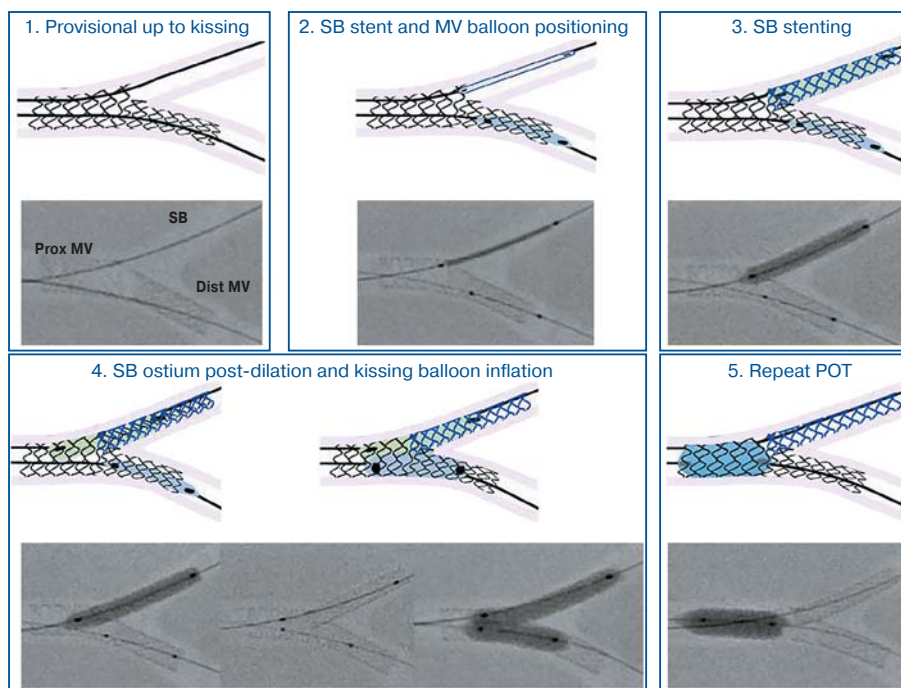 1. Provisional up to kissing
2. SB stent and MV balloon positioning
3. SB stenting
SB
Prox MV
Dist MV
4. SB ostium post-dilation and kissing balloon inflation
5. Repeat POT